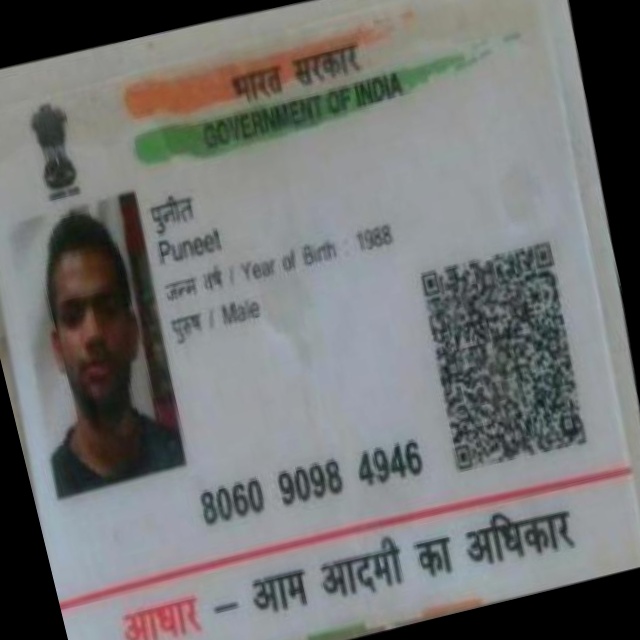 भारत सरकार
GOVERNMENT OF INDIA
पुनीत
Puneet
जन्म वर्ष / Year of Birth : 1988
पुरुष / Male
8060 9098 4946
आधार – आम आदमी का अधिकार